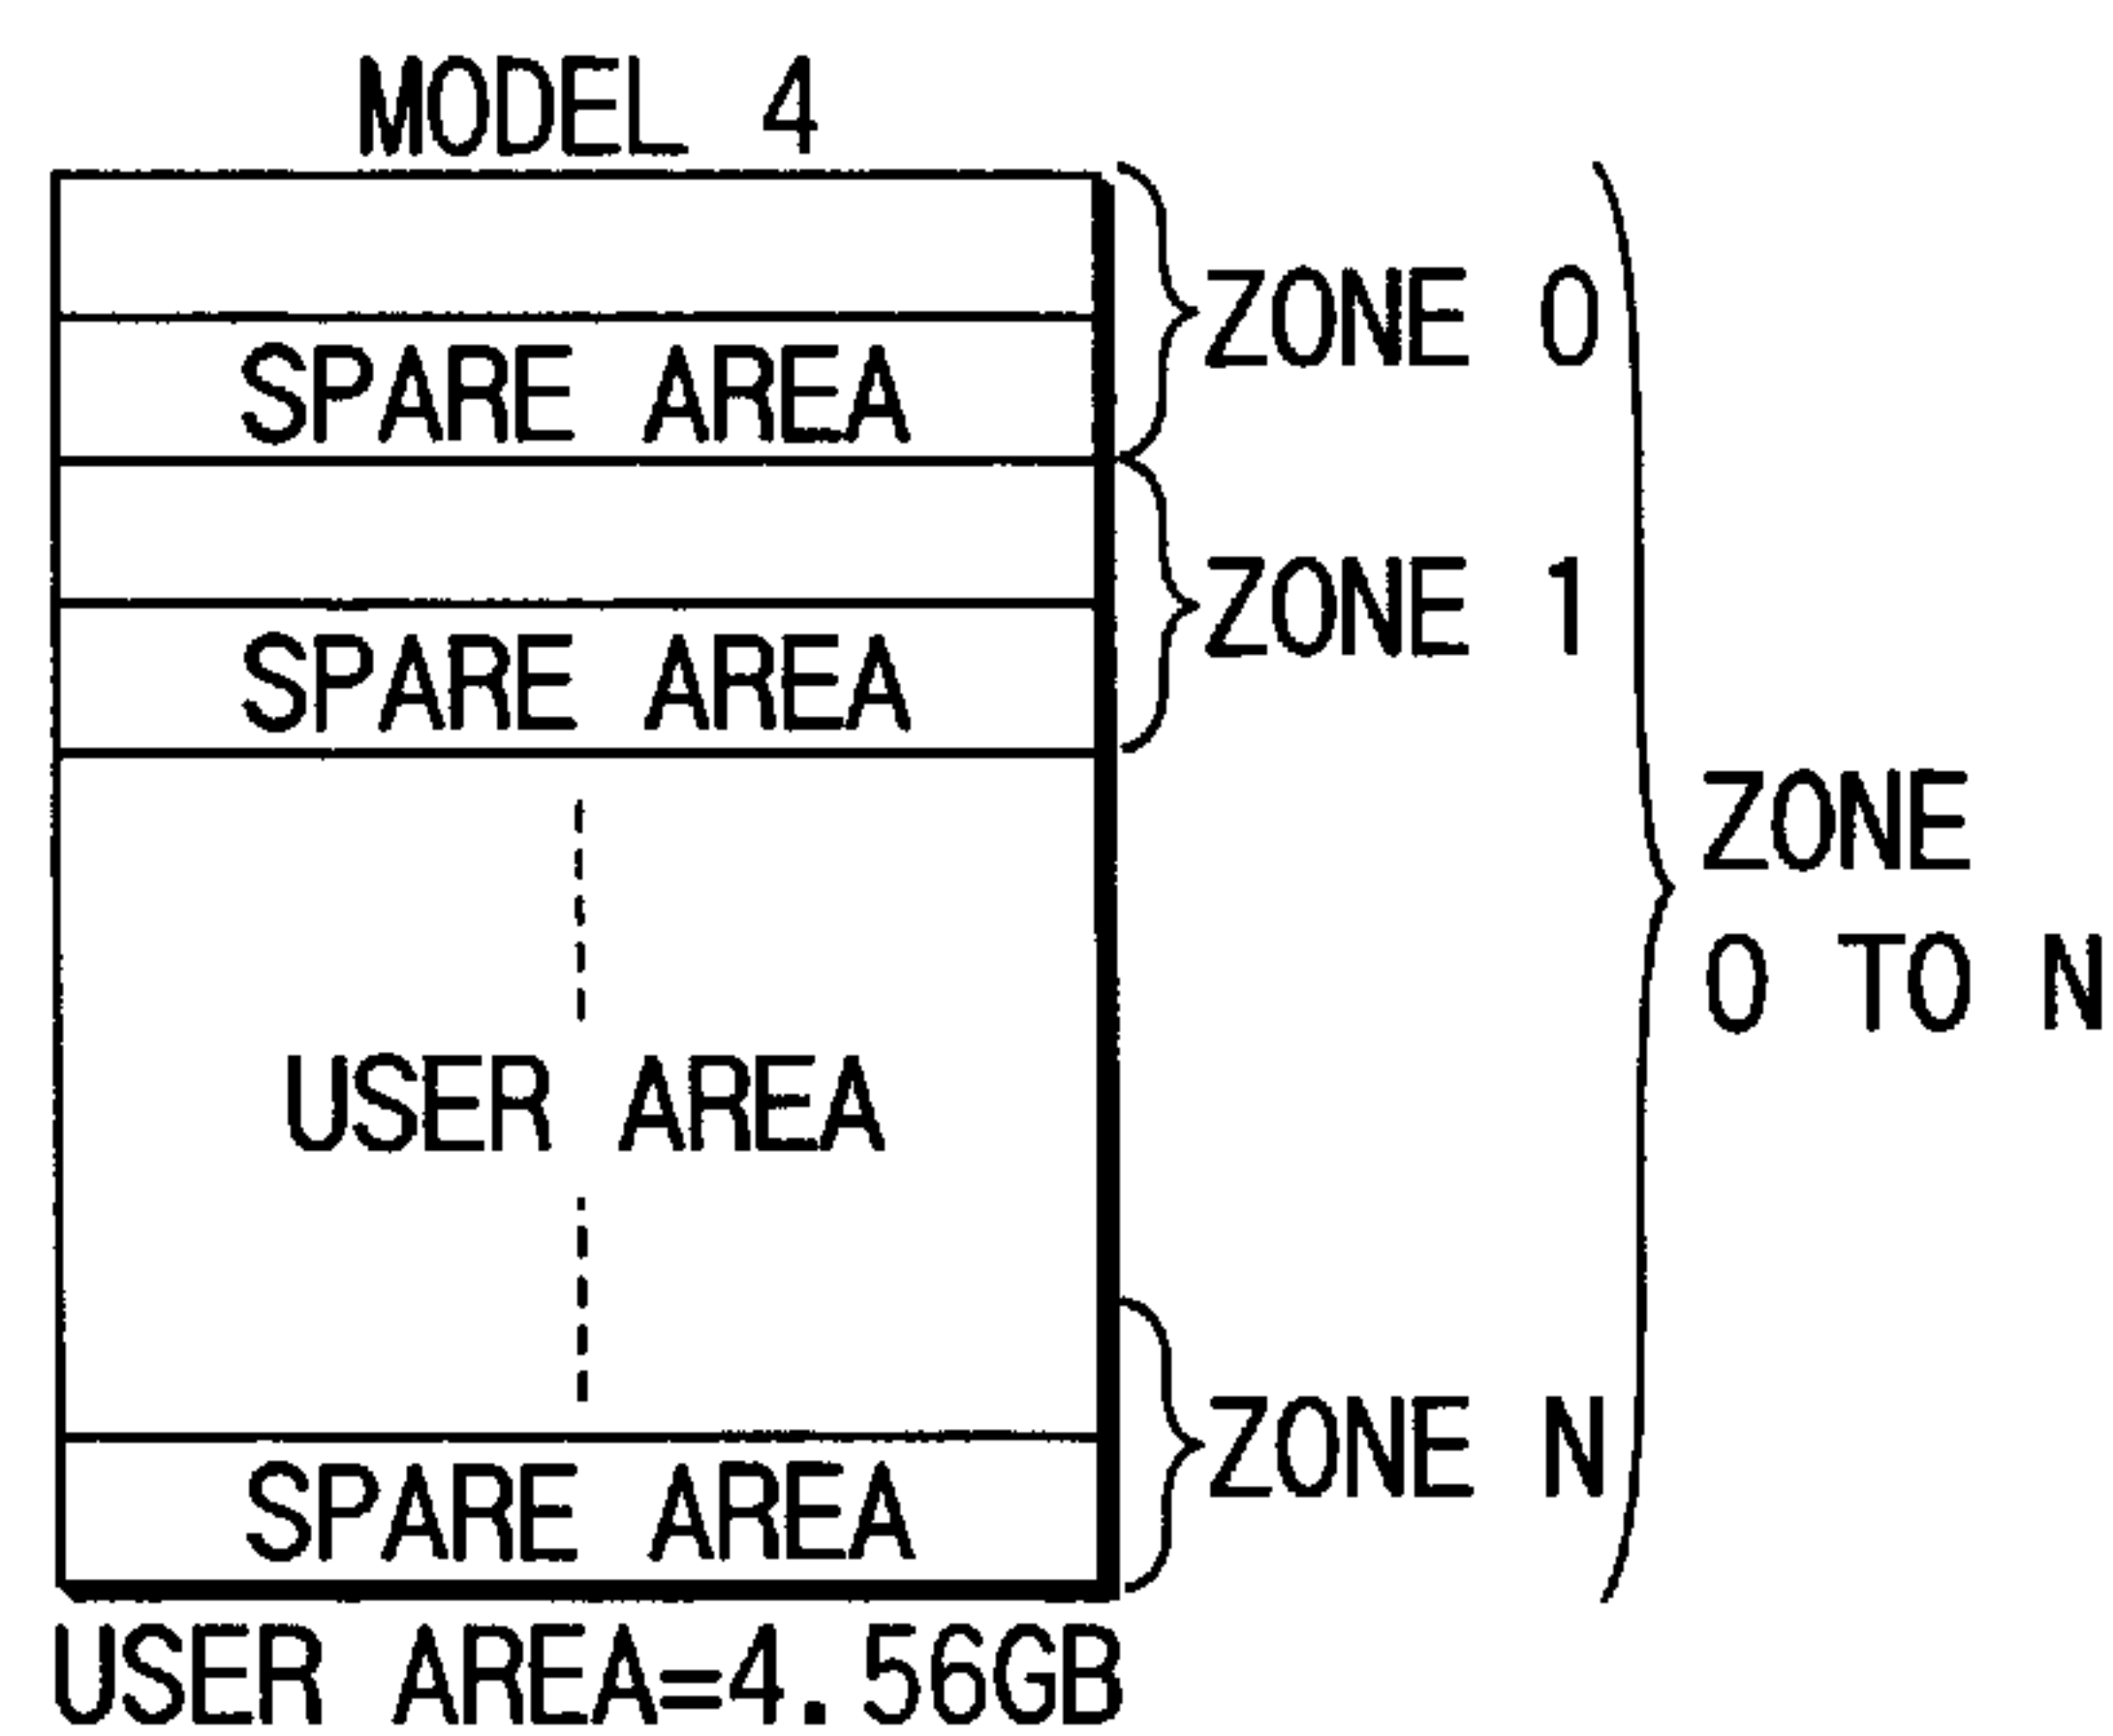 MODEL 4
ZONE 0
SPARE AREA
ZONE 1
SPARE AREA
ZONE
0 TO N
USER AREA
ZONE N
SPARE AREA
USER AREA=4.56GB